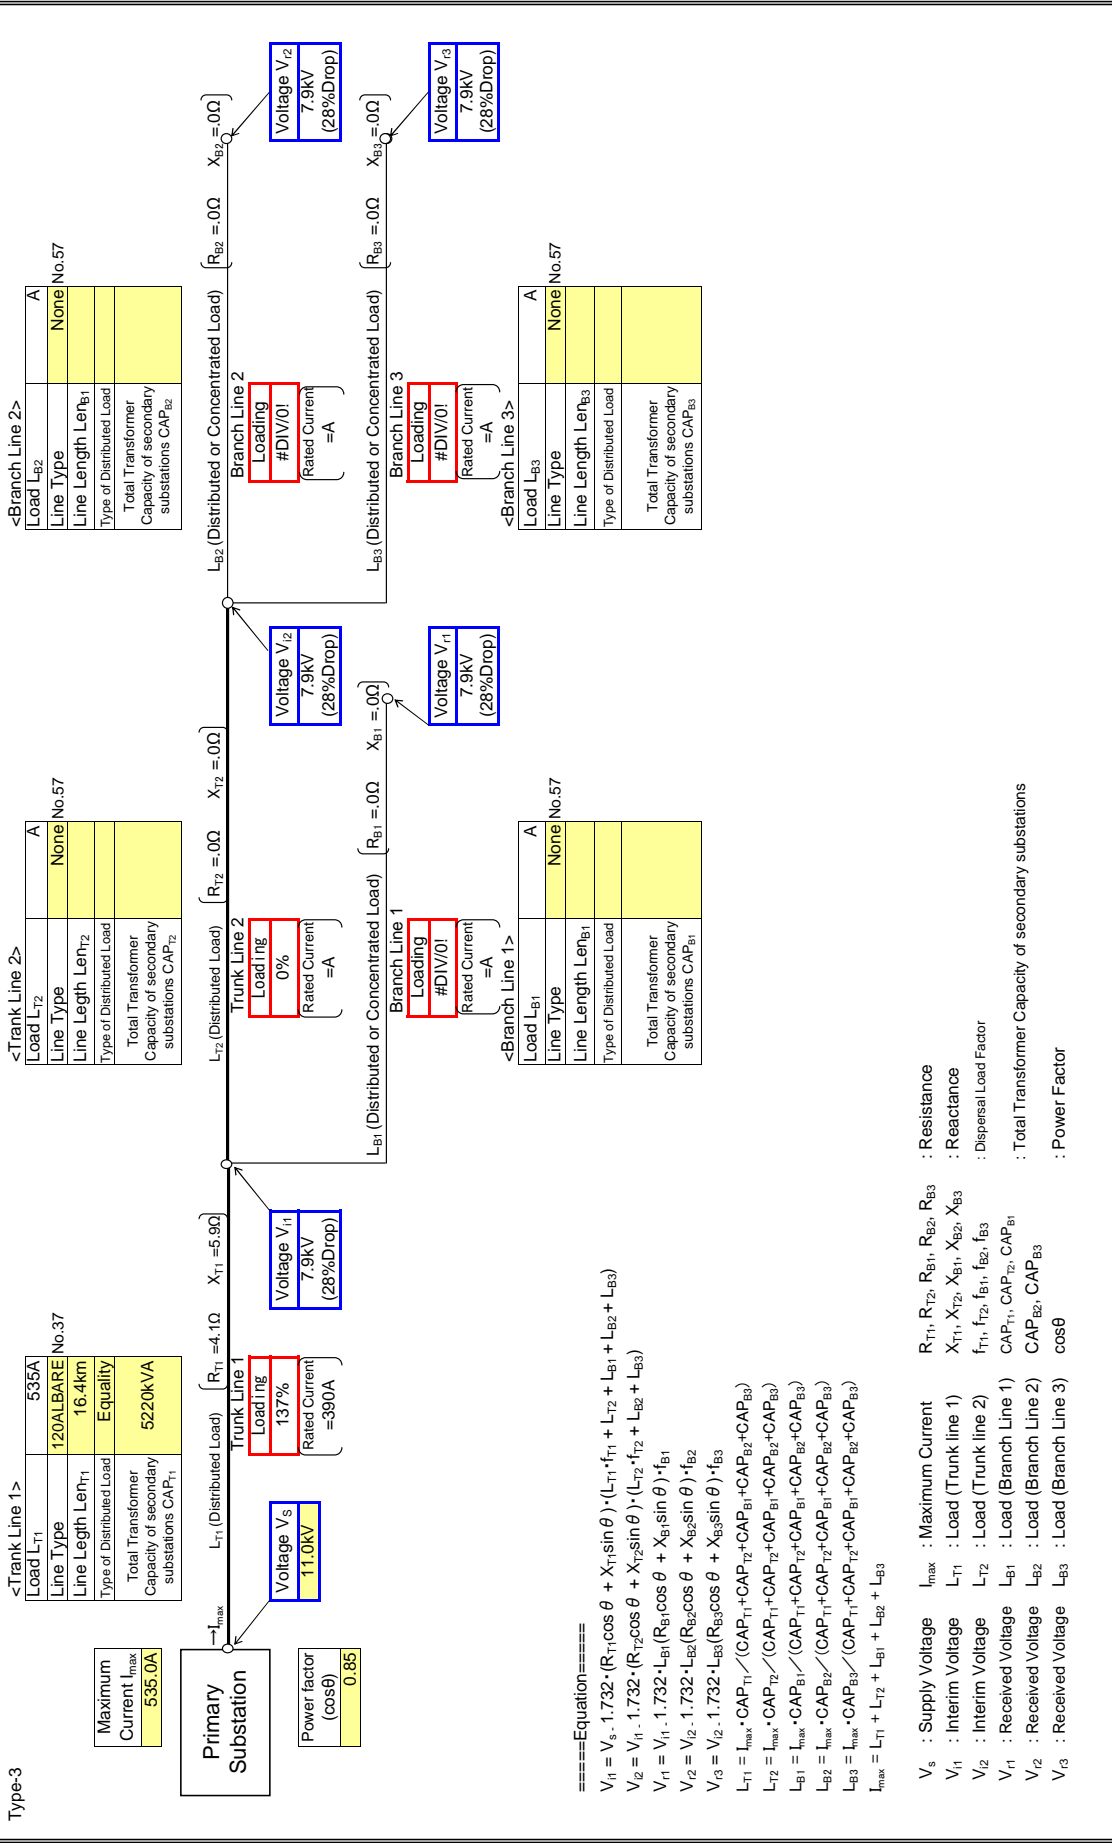 Type-3
Maximum
Current Imax
535.0A
Primary
Substation
Power factor
(cosθ)
0.85
→Imax
Voltage VS
11.0kV
<Trank Line 1>
Load LT1 535A
Line Type 120ALBARE No.37
Line Legth LenT1 16.4km
Type of Distributed Load Equality
Total Transformer
Capacity of secondary
substations CAPT1
5220kVA
LT1 (Distributed Load)
RT1 =4.1Ω XT1 =5.9Ω
Trunk Line 1
Loading
137%
Rated Current
=390A
Voltage Vi1
7.9kV
(28%Drop)
<Trank Line 2>
Load LT2 A
Line Type None No.57
Line Length LenT2
Type of Distributed Load
Total Transformer
Capacity of secondary
substations CAPT2
LT2 (Distributed Load)
RT2 =.0Ω XT2 =.0Ω
Trunk Line 2
Loading
0%
Rated Current
=A
Voltage Vi2
7.9kV
(28%Drop)
LB1 (Distributed or Concentrated Load)
RB1 =.0Ω XB1 =.0Ω
Branch Line 1
Loading
#DIV/0!
Rated Current
=A
Voltage Vr1
7.9kV
(28%Drop)
<Branch Line 1>
Load LB1 A
Line Type None No.57
Line Length LenB1
Type of Distributed Load
Total Transformer
Capacity of secondary
substations CAPB1
<Branch Line 2>
Load LB2 A
Line Type None No.57
Line Length LenB1
Type of Distributed Load
Total Transformer
Capacity of secondary
substations CAPB2
LB2 (Distributed or Concentrated Load)
RB2 =.0Ω XB2 =.0Ω
Branch Line 2
Loading
#DIV/0!
Rated Current
=A
Voltage Vr2
7.9kV
(28%Drop)
LB3 (Distributed or Concentrated Load)
RB3 =.0Ω XB3 =.0Ω
Branch Line 3
Loading
#DIV/0!
Rated Current
=A
Voltage Vr3
7.9kV
(28%Drop)
<Branch Line 3>
Load LB3 A
Line Type None No.57
Line Length LenB3
Type of Distributed Load
Total Transformer
Capacity of secondary
substations CAPB3
=====Equation=====
Vi1 = Vs - 1.732・(RT1cos θ + XT1sin θ)・(LT1・fT1 + LT2 + LB1 + LB2 + LB3)
Vi2 = Vi1 - 1.732・(RT2cos θ + XT2sin θ)・(LT2・fT2 + LB2 + LB3)
Vr1 = Vi1 - 1.732・LB1(RB1cos θ + XB1sin θ)・fB1
Vr2 = Vi2 - 1.732・LB2(RB2cos θ + XB2sin θ)・fB2
Vr3 = Vi2 - 1.732・LB3(RB3cos θ + XB3sin θ)・fB3
LT1 = Imax・CAPT1／(CAPT1+CAPT2+CAPB1+CAPB2+CAPB3)
LT2 = Imax・CAPT2／(CAPT1+CAPT2+CAPB1+CAPB2+CAPB3)
LB1 = Imax・CAPB1／(CAPT1+CAPT2+CAPB1+CAPB2+CAPB3)
LB2 = Imax・CAPB2／(CAPT1+CAPT2+CAPB1+CAPB2+CAPB3)
LB3 = Imax・CAPB3／(CAPT1+CAPT2+CAPB1+CAPB2+CAPB3)
Imax = LT1 + LT2 + LB1 + LB2 + LB3
Vs : Supply Voltage Imax : Maximum Current RT1, RT2, RB1, RB2, RB3 : Resistance
Vi1 : Interim Voltage LT1 : Load (Trunk line 1) XT1, XT2, XB1, XB2, XB3 : Reactance
Vi2 : Interim Voltage LT2 : Load (Trunk line 2) fT1, fT2, fB1, fB2, fB3 : Dispersal Load Factor
Vr1 : Received Voltage LB1 : Load (Branch Line 1) CAPT1, CAPT2, CAPB1 : Total Transformer Capacity of secondary substations
Vr2 : Received Voltage LB2 : Load (Branch Line 2) CAPB2, CAPB3
Vr3 : Received Voltage LB3 : Load (Branch Line 3) cosθ : Power Factor